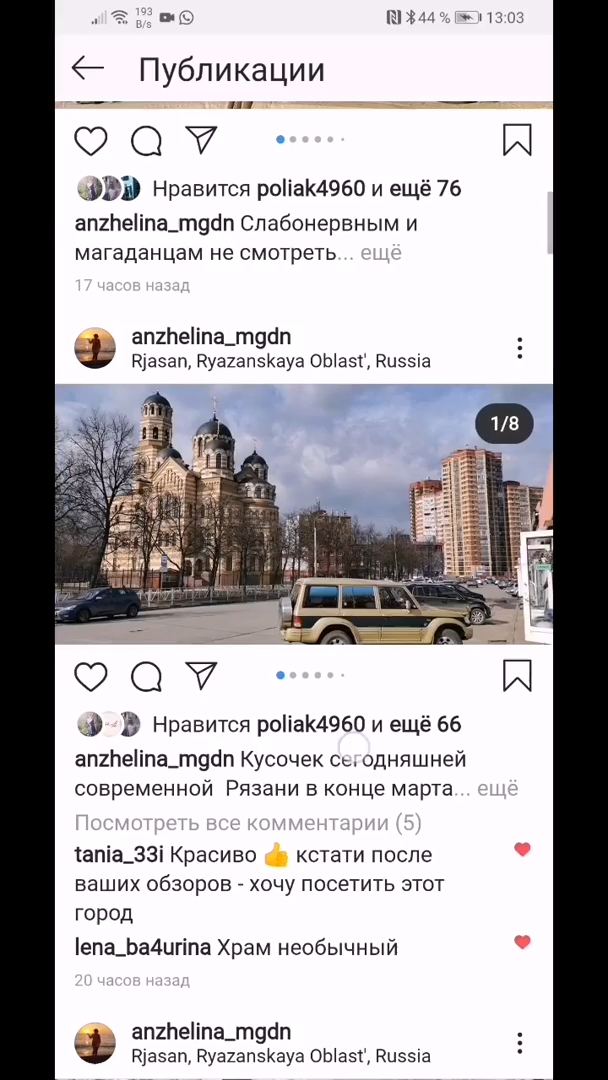 193
B/s
44 %
13:03
Публикации
Нравится poliak4960 и ещё 76
anzhelina_mgdn Слабонервным и
магаданцам не смотреть... ещё
17 часов назад
anzhelina_mgdn
Rjasan, Ryazanskaya Oblast', Russia
1/8
Нравится poliak4960 и ещё 66
anzhelina_mgdn Кусочек сегодняшней
современной Рязани в конце марта... ещё
Посмотреть все комментарии (5)
tania_33i Красиво 👍 кстати после
ваших обзоров - хочу посетить этот
город
lena_ba4urina Храм необычный
20 часов назад
anzhelina_mgdn
Rjasan, Ryazanskaya Oblast', Russia